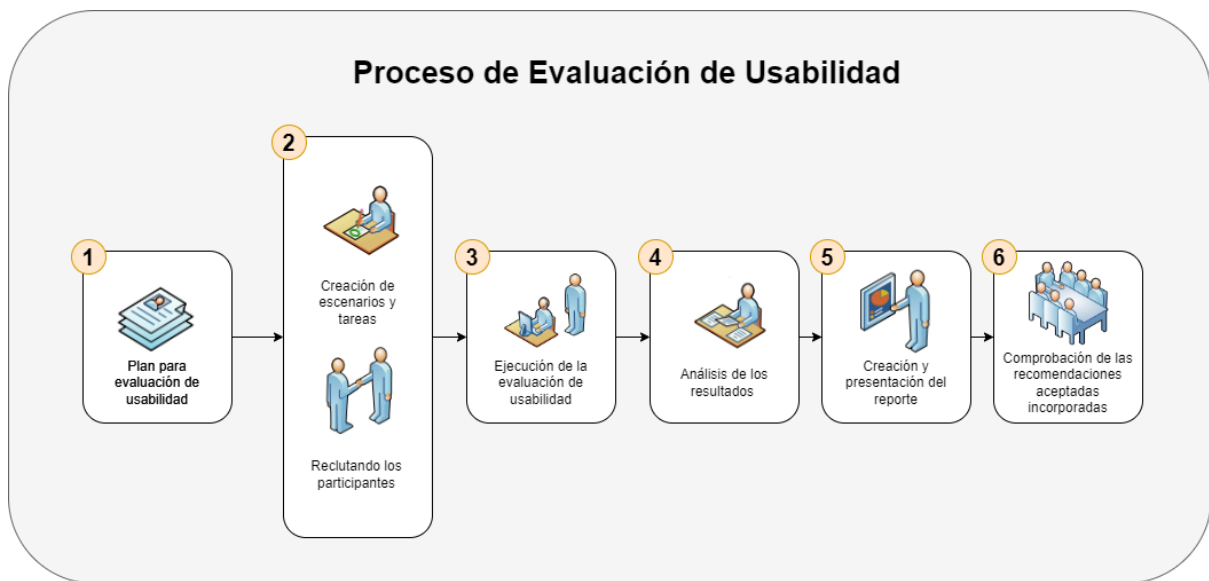 Proceso de Evaluación de Usabilidad
1
Plan para
evaluación de
usabilidad
2
Creación de
escenarios y
tareas
Reclutando los
participantes
3
Ejecución de la
evaluación de
usabilidad
4
Análisis de los
resultados
5
Creación y
presentación del
reporte
6
Comprobación de las
recomendaciones
aceptadas
incorporadas